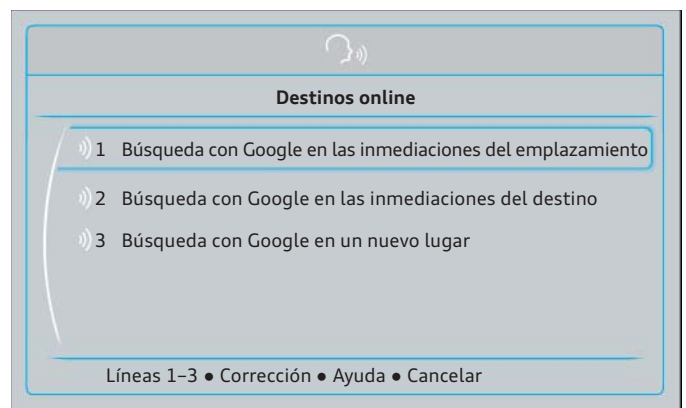 Destinos online
1 Búsqueda con Google en las inmediaciones del emplazamiento
2 Búsqueda con Google en las inmediaciones del destino
3 Búsqueda con Google en un nuevo lugar
Líneas 1–3 ● Corrección ● Ayuda ● Cancelar